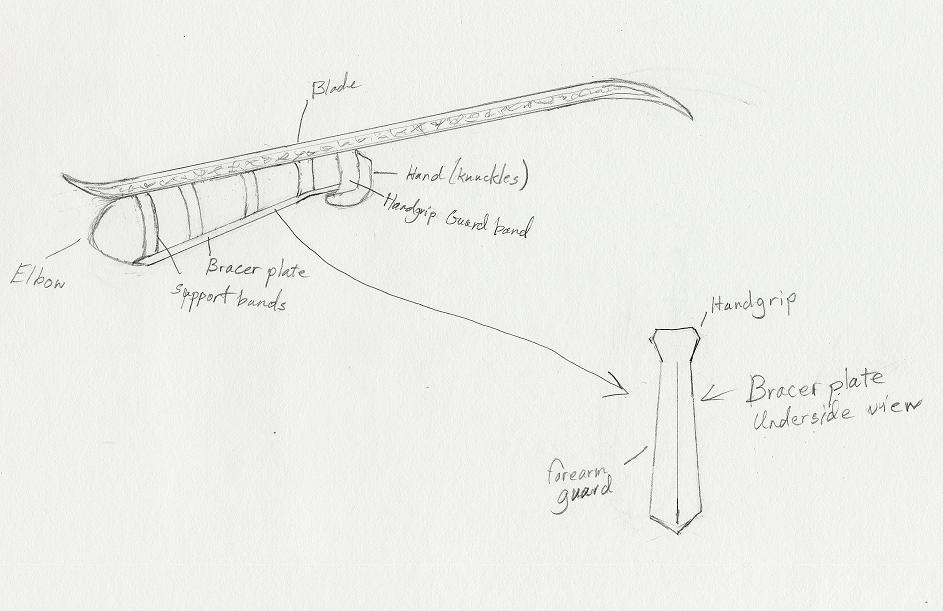 Blade
Hand (knuckles)
Handgrip Guard band
Elbow
Bracer plate
support bands
Handgrip
Bracer plate
Underside view
forearm
guard